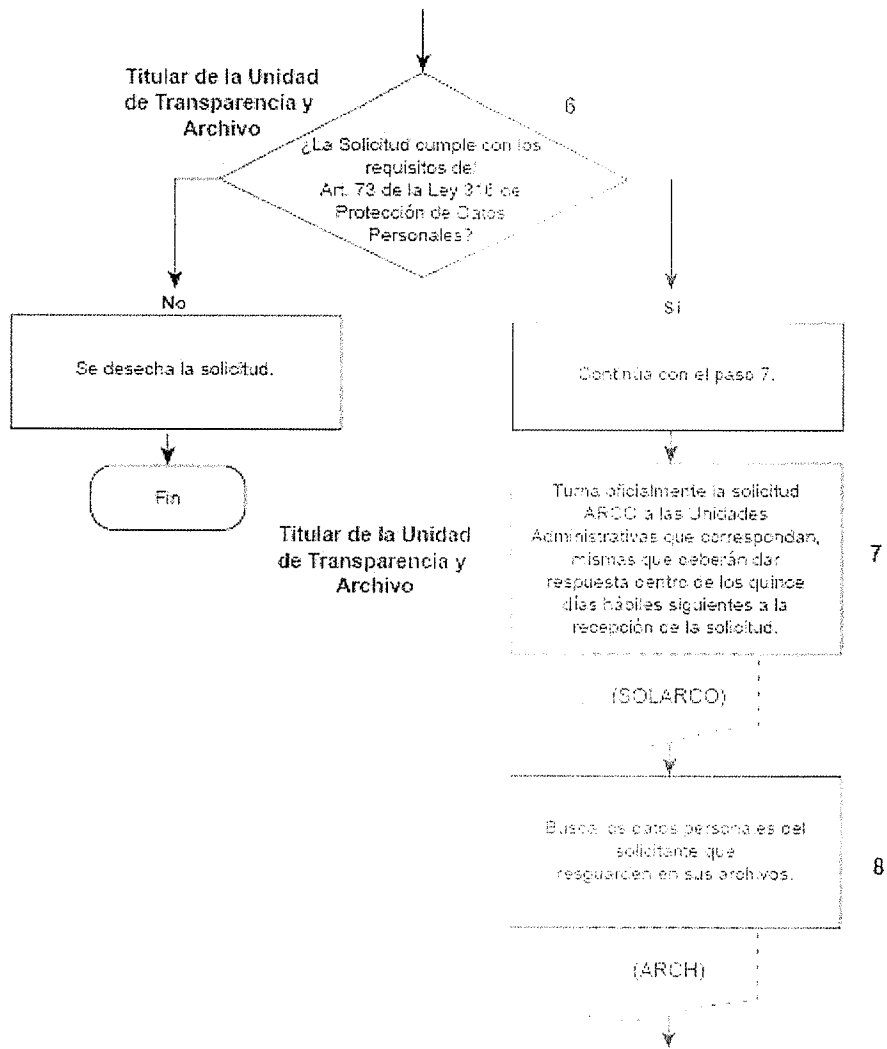 Titular de la Unidad
de Transparencia y
Archivo
6
¿La Solicitud cumple con los
requisitos del
Art. 73 de la Ley 316 de
Protección de Datos
Personales?
No
Sí
Se desecha la solicitud.
Continúa con el paso 7.
Fin
Titular de la Unidad
de Transparencia y
Archivo
Turna oficialmente la solicitud
ARCO a las Unidades
Administrativas que correspondan,
mismas que deberán dar
respuesta dentro de los quince
días hábiles siguientes a la
recepción de la solicitud.
7
(SOLARCO)
Busca los datos personales del
solicitante que
resguarden en sus archivos.
8
(ARCH)